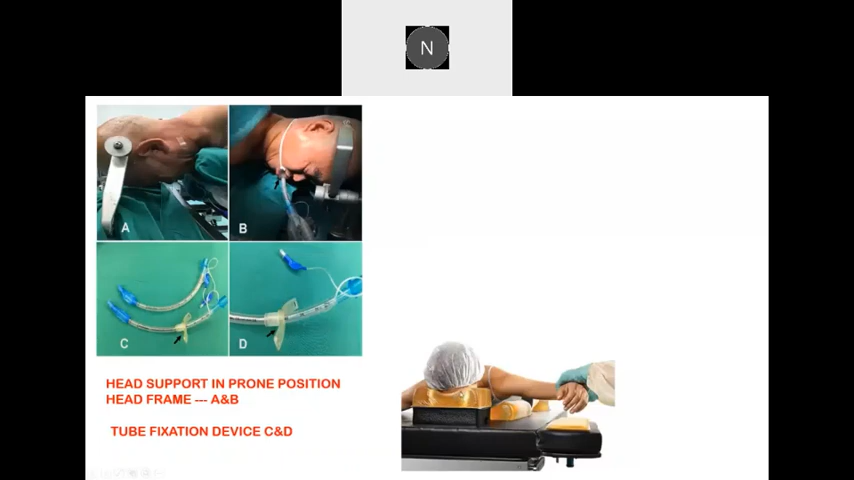 N
A
B
C
D
HEAD SUPPORT IN PRONE POSITION
HEAD FRAME --- A&B
TUBE FIXATION DEVICE C&D